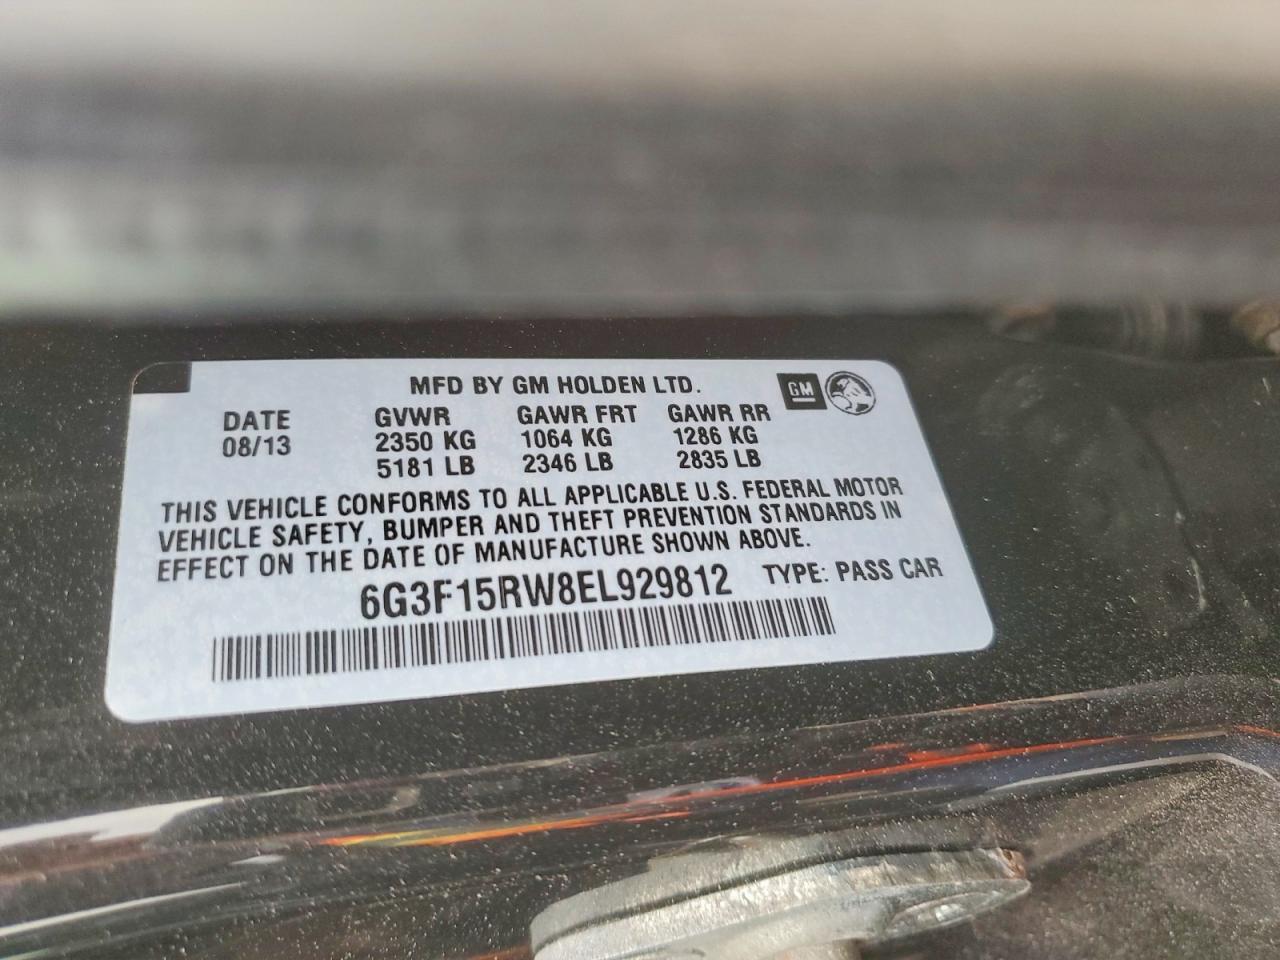 MFD BY GM HOLDEN LTD. GM
DATE GVWR GAWR FRT GAWR RR
08/13 2350 KG 1064 KG 1286 KG
5181 LB 2346 LB 2835 LB
THIS VEHICLE CONFORMS TO ALL APPLICABLE U.S. FEDERAL MOTOR
VEHICLE SAFETY, BUMPER AND THEFT PREVENTION STANDARDS IN
EFFECT ON THE DATE OF MANUFACTURE SHOWN ABOVE.
6G3F15RW8EL929812 TYPE: PASS CAR